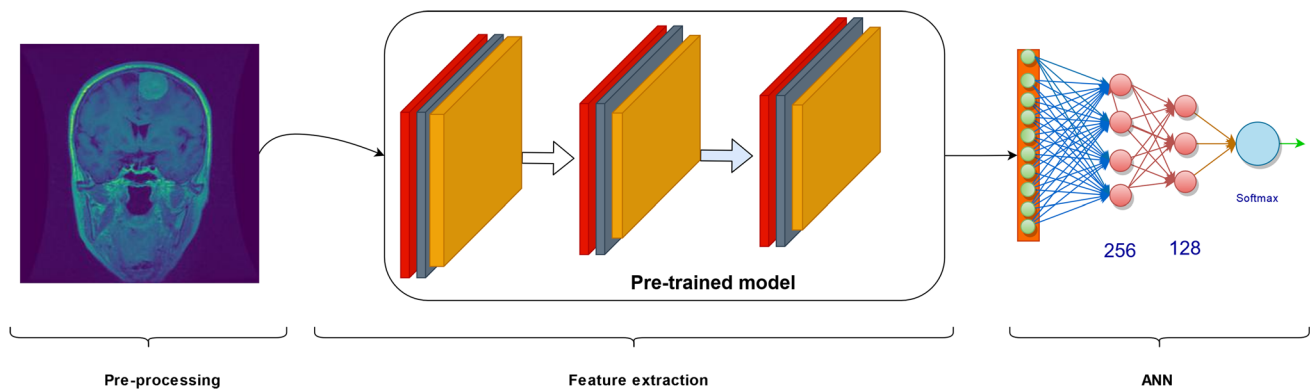 Pre-trained model
256
128
Softmax
Pre-processing
Feature extraction
ANN